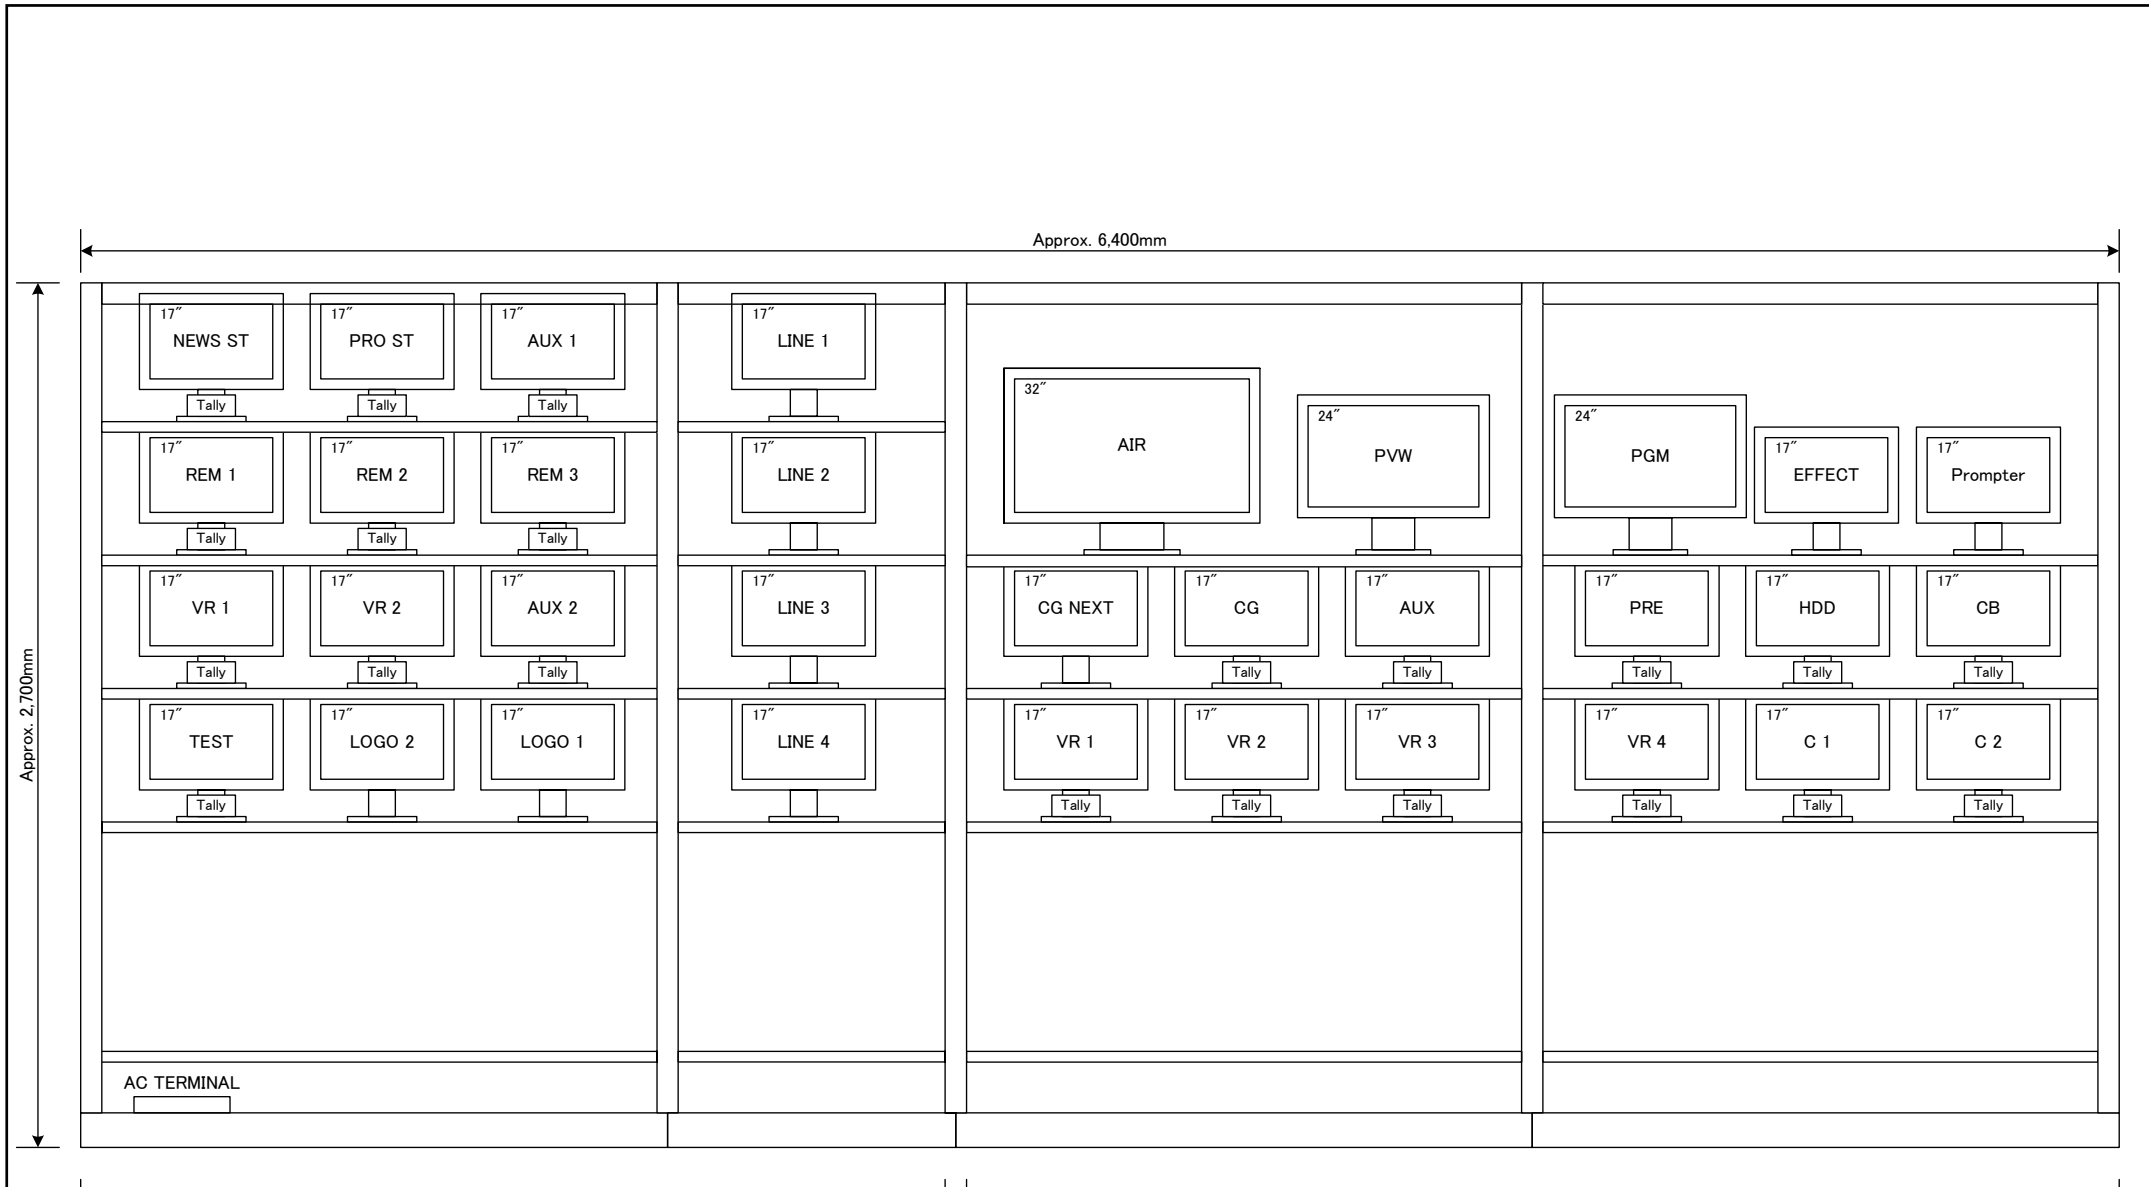 Approx. 6,400mm
Approx. 2,700mm
17" 17" 17" 17"
NEWS ST PRO ST AUX 1 LINE 1
Tally Tally Tally
32" 24" 24"
AIR PVW PGM
17" 17" 17" 17" 17" 17"
REM 1 REM 2 REM 3 LINE 2 EFFECT Prompter
Tally Tally Tally
17" 17" 17" 17" 17" 17" 17" 17" 17" 17"
VR 1 VR 2 AUX 2 LINE 3 CG NEXT CG AUX PRE HDD CB
Tally Tally Tally Tally Tally Tally Tally Tally
17" 17" 17" 17" 17" 17" 17" 17" 17" 17"
TEST LOGO 2 LOGO 1 LINE 4 VR 1 VR 2 VR 3 VR 4 C 1 C 2
Tally Tally Tally Tally Tally Tally Tally
AC TERMINAL